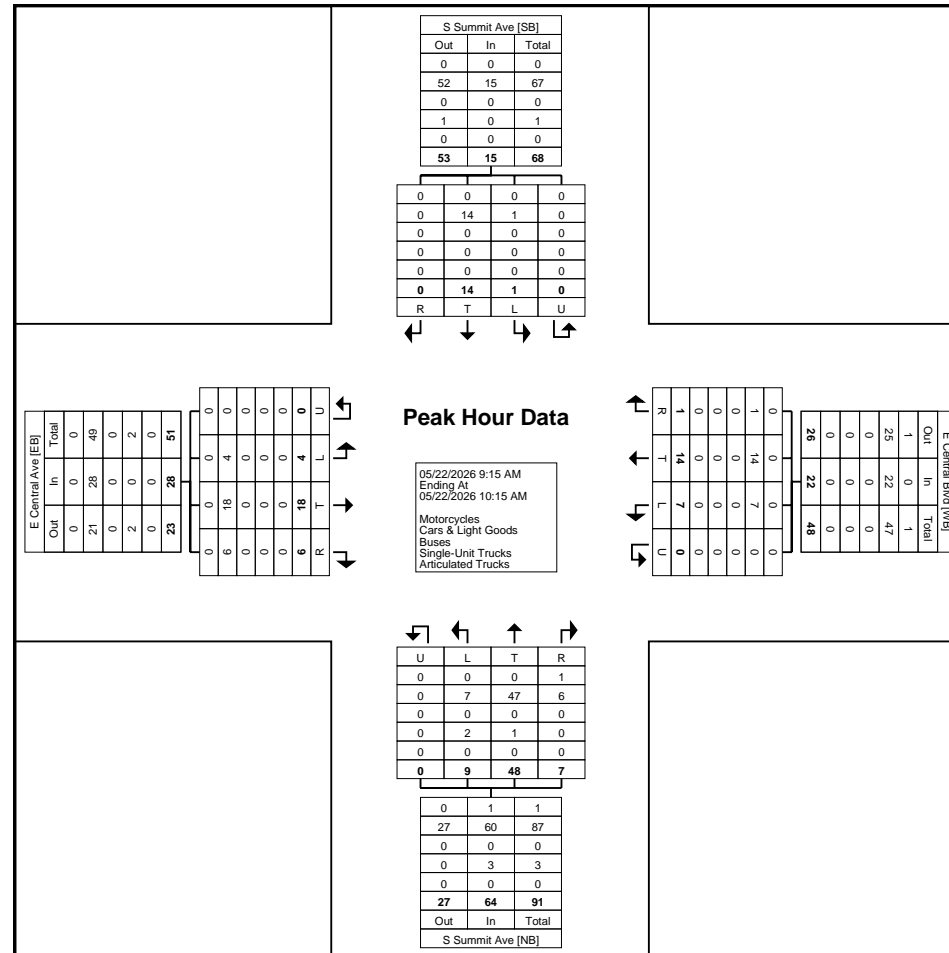 S Summit Ave [SB]
Out In Total
0 0 0
52 15 67
0 0 0
1 0 1
0 0 0
53 15 68
0 0 0 0
0 14 1 0
0 0 0 0
0 0 0 0
0 0 0 0
0 14 1 0
R T L U
E Central Ave [EB]
Total 0 49 0 2 0 51
In 0 28 0 0 0 28
Out 0 21 0 2 0 23
0 0 0 0 0 0 U
0 4 0 0 0 4 L
0 18 0 0 0 18 T
0 6 0 0 0 6 R
Peak Hour Data
05/22/2026 9:15 AM
Ending At
05/22/2026 10:15 AM
Motorcycles
Cars & Light Goods
Buses
Single-Unit Trucks
Articulated Trucks
R 1 0 0 0 1 0
T 14 0 0 0 14 0
L 7 0 0 0 7 0
U 0 0 0 0 0 0
26 0 0 0 25 1 Out
22 0 0 0 22 0 In
48 0 0 0 47 1 Total
E Central Blvd [WB]
U L T R
0 0 0 1
0 7 47 6
0 0 0 0
0 2 1 0
0 0 0 0
0 9 48 7
0 1 1
27 60 87
0 0 0
0 3 3
0 0 0
27 64 91
Out In Total
S Summit Ave [NB]